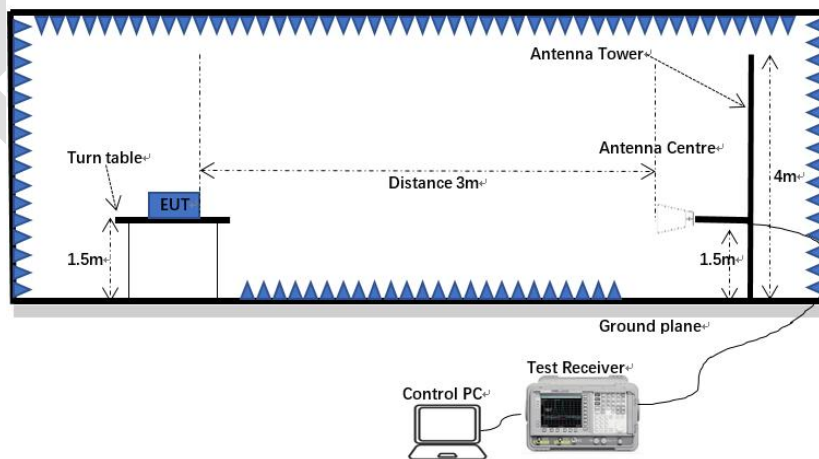 Antenna Tower
Turn table
Antenna Centre
Distance 3m
4m
EUT
1.5m
1.5m
Ground plane
Test Receiver
Control PC